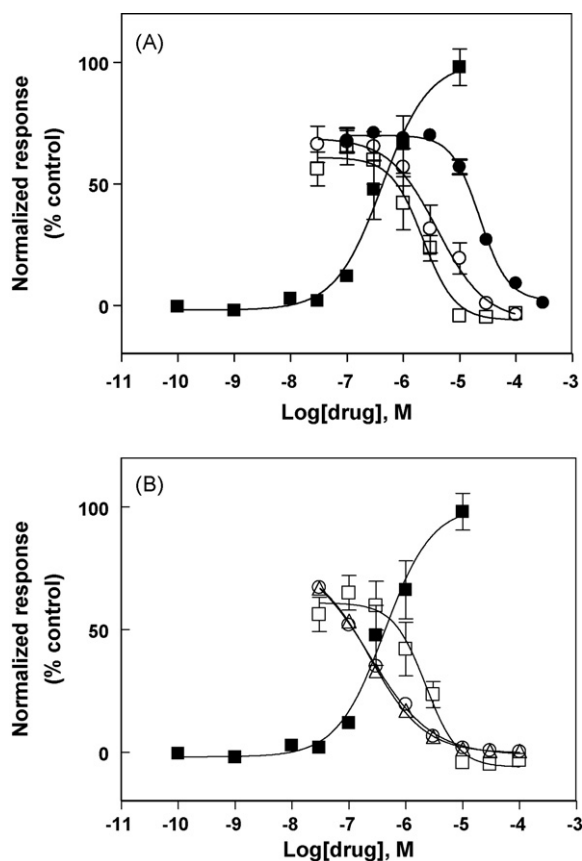 (A)
100
50
0
Normalized response
(% control)
-11 -10 -9 -8 -7 -6 -5 -4 -3
Log[drug], M
(B)
100
50
0
Normalized response
(% control)
-11 -10 -9 -8 -7 -6 -5 -4 -3
Log[drug], M